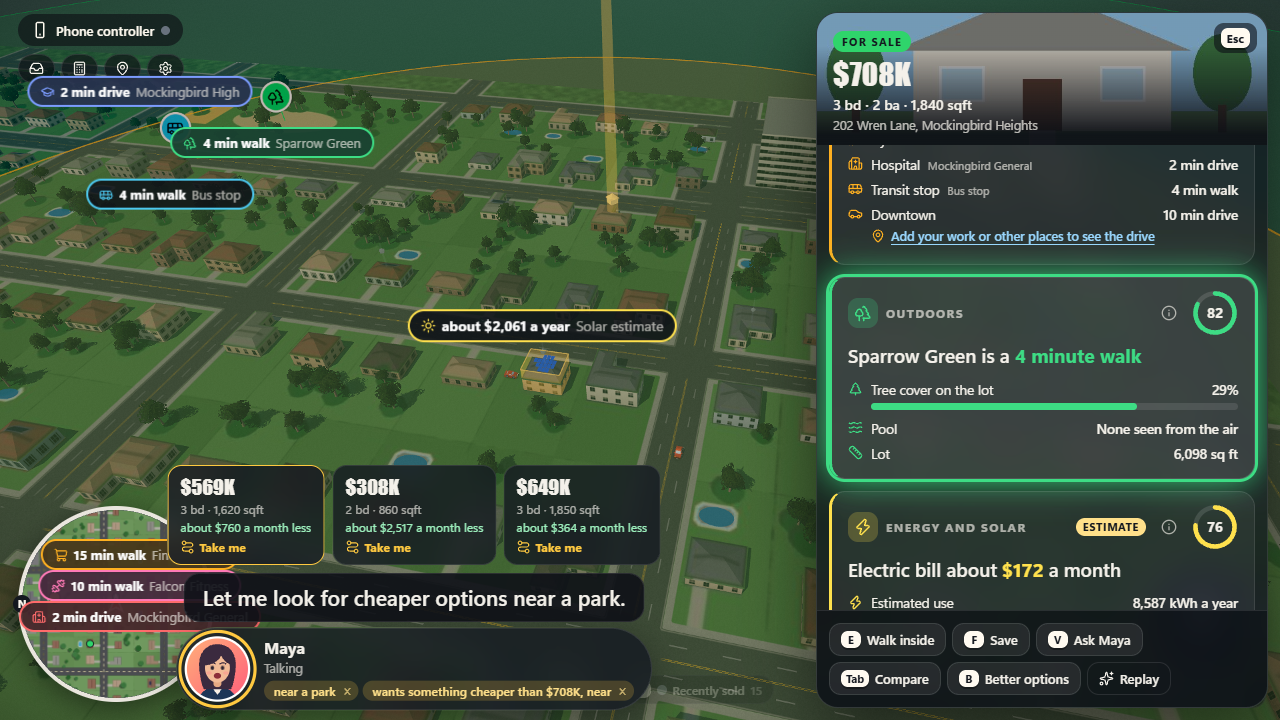 Phone controller
2 min drive Mockingbird High
4 min walk Sparrow Green
4 min walk Bus stop
about $2,061 a year Solar estimate
$569K
3 bd · 1,620 sqft
about $760 a month less
Take me
$308K
2 bd · 860 sqft
about $2,517 a month less
Take me
$649K
3 bd · 1,850 sqft
about $364 a month less
Take me
15 min walk
10 min walk Falcon Fitness
N
2 min drive Mockingbird General
Let me look for cheaper options near a park.
Maya
Talking
near a park x
wants something cheaper than $708K, near x
Recently sold 15
FOR SALE
Esc
$708K
3 bd · 2 ba · 1,840 sqft
202 Wren Lane, Mockingbird Heights
Hospital Mockingbird General 2 min drive
Transit stop Bus stop 4 min walk
Downtown 10 min drive
Add your work or other places to see the drive
OUTDOORS 82
Sparrow Green is a 4 minute walk
Tree cover on the lot 29%
Pool None seen from the air
Lot 6,098 sq ft
ENERGY AND SOLAR ESTIMATE 76
Electric bill about $172 a month
Estimated use 8,587 kWh a year
E Walk inside
F Save
V Ask Maya
Tab Compare
B Better options
Replay